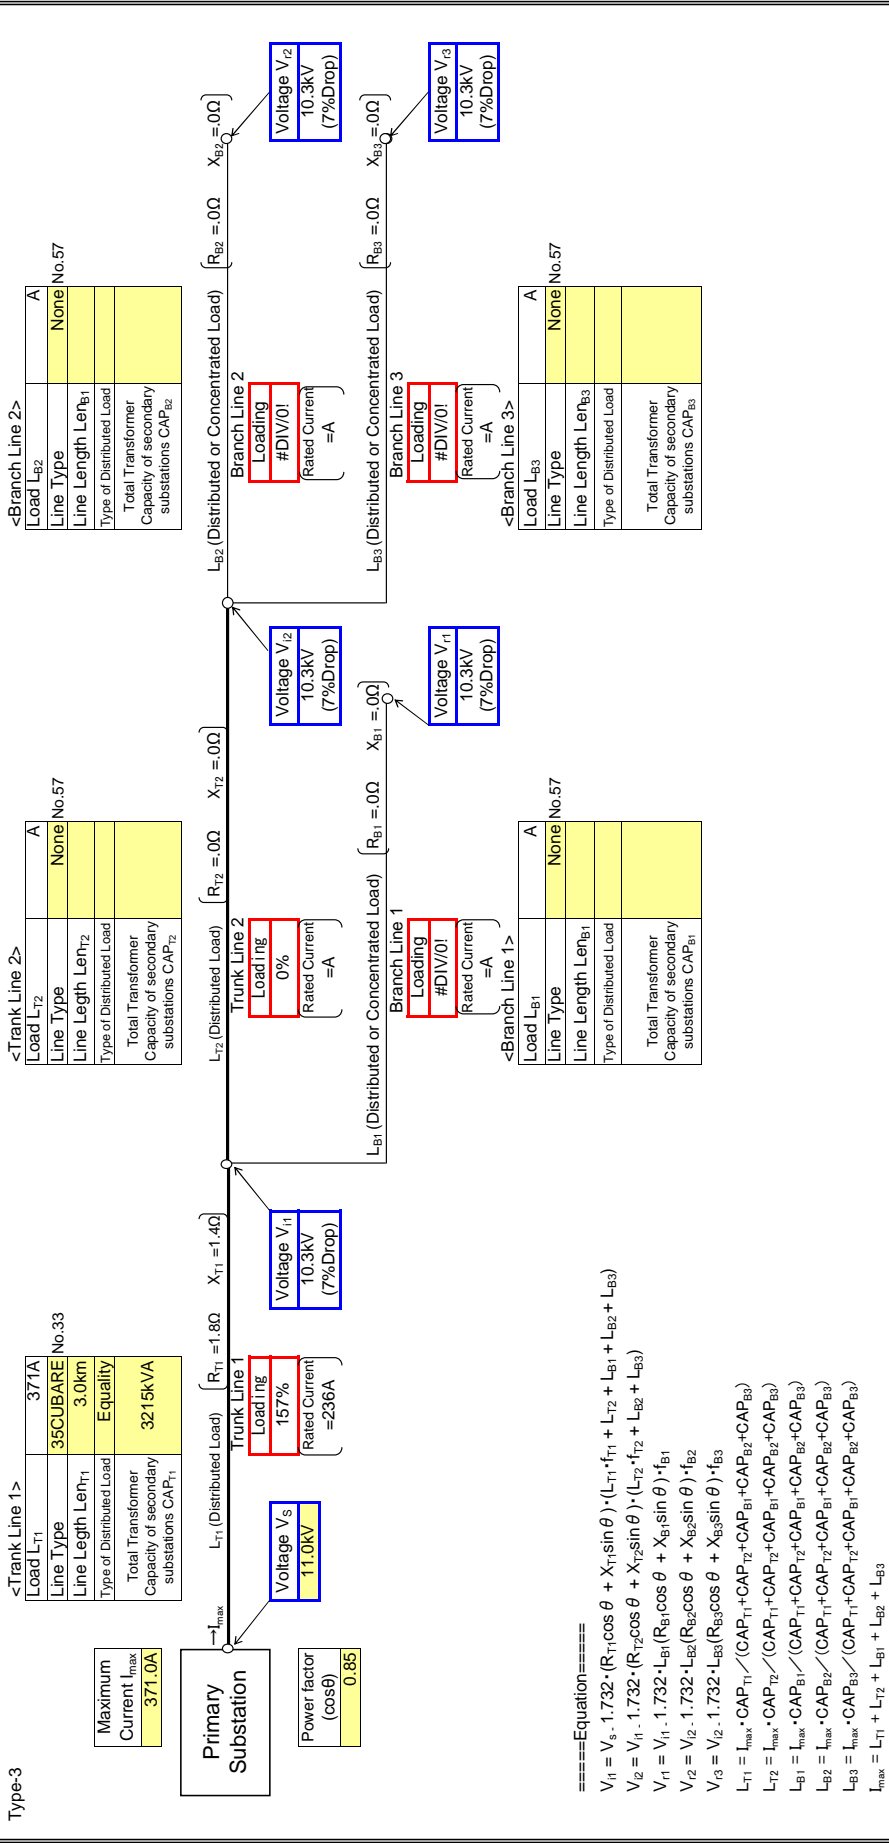 Type-3
<Trank Line 1>
Load L_T1 371A
Line Type 35CUBARE No.33
Line Legth Len_T1 3.0km
Type of Distributed Load Equality
Total Transformer
Capacity of secondary
substations CAP_T1
3215kVA
<Trank Line 2>
Load L_T2 A
Line Type None No.57
Line Legth Len_T2
Type of Distributed Load
Total Transformer
Capacity of secondary
substations CAP_T2
<Branch Line 2>
Load L_B2 A
Line Type None No.57
Line Length Len_B1
Type of Distributed Load
Total Transformer
Capacity of secondary
substations CAP_B2
Maximum
Current I_max
371.0A
Primary
Substation
→I_max
Power factor
(cosθ)
0.85
Voltage V_S
11.0kV
L_T1 (Distributed Load)
R_T1 =1.8Ω X_T1 =1.4Ω
Trunk Line 1
Loading
157%
Rated Current
=236A
Voltage V_i1
10.3kV
(7%Drop)
L_T2 (Distributed Load)
R_T2 =.0Ω X_T2 =.0Ω
Trunk Line 2
Loading
0%
Rated Current
=A
Voltage V_i2
10.3kV
(7%Drop)
L_B2 (Distributed or Concentrated Load)
R_B2 =.0Ω X_B2 =.0Ω
Branch Line 2
Loading
#DIV/0!
Rated Current
=A
Voltage V_r2
10.3kV
(7%Drop)
L_B1 (Distributed or Concentrated Load)
R_B1 =.0Ω X_B1 =.0Ω
Branch Line 1
Loading
#DIV/0!
Rated Current
=A
Voltage V_r1
10.3kV
(7%Drop)
L_B3 (Distributed or Concentrated Load)
R_B3 =.0Ω X_B3 =.0Ω
Branch Line 3
Loading
#DIV/0!
Rated Current
=A
Voltage V_r3
10.3kV
(7%Drop)
<Branch Line 1>
Load L_B1 A
Line Type None No.57
Line Length Len_B1
Type of Distributed Load
Total Transformer
Capacity of secondary
substations CAP_B1
<Branch Line 3>
Load L_B3 A
Line Type None No.57
Line Length Len_B3
Type of Distributed Load
Total Transformer
Capacity of secondary
substations CAP_B3
=====Equation=====
V_i1 = V_s - 1.732・(R_T1cos θ + X_T1sin θ)・(L_T1・f_T1 + L_T2 + L_B1 + L_B2 + L_B3)
V_i2 = V_i1 - 1.732・(R_T2cos θ + X_T2sin θ)・(L_T2・f_T2 + L_B2 + L_B3)
V_r1 = V_i1 - 1.732・L_B1(R_B1cos θ + X_B1sin θ)・f_B1
V_r2 = V_i2 - 1.732・L_B2(R_B2cos θ + X_B2sin θ)・f_B2
V_r3 = V_i2 - 1.732・L_B3(R_B3cos θ + X_B3sin θ)・f_B3
L_T1 = I_max・CAP_T1／(CAP_T1+CAP_T2+CAP_B1+CAP_B2+CAP_B3)
L_T2 = I_max・CAP_T2／(CAP_T1+CAP_T2+CAP_B1+CAP_B2+CAP_B3)
L_B1 = I_max・CAP_B1／(CAP_T1+CAP_T2+CAP_B1+CAP_B2+CAP_B3)
L_B2 = I_max・CAP_B2／(CAP_T1+CAP_T2+CAP_B1+CAP_B2+CAP_B3)
L_B3 = I_max・CAP_B3／(CAP_T1+CAP_T2+CAP_B1+CAP_B2+CAP_B3)
I_max = L_T1 + L_T2 + L_B1 + L_B2 + L_B3